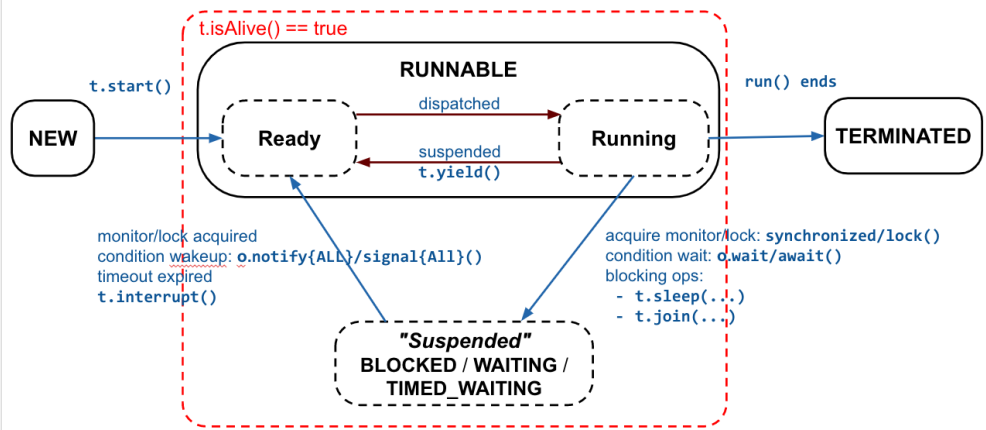 t.isAlive() == true
RUNNABLE
t.start()
run() ends
dispatched
NEW
Ready
Running
TERMINATED
suspended
t.yield()
monitor/lock acquired
condition wakeup: o.notify{ALL}/signal{All}()
timeout expired
t.interrupt()
acquire monitor/lock: synchronized/lock()
condition wait: o.wait/await()
blocking ops:
- t.sleep(...)
- t.join(...)
"Suspended"
BLOCKED / WAITING /
TIMED_WAITING